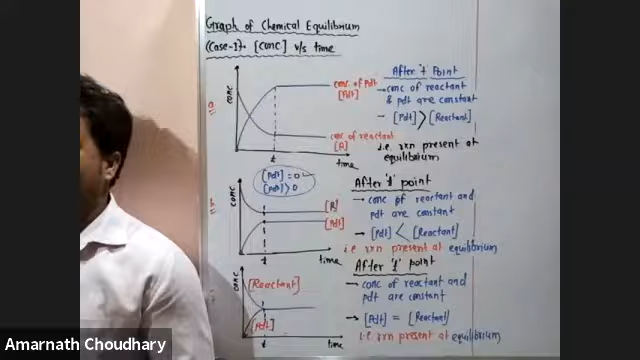 Graph of Chemical Equilibrium
(Case-I)→ [conc] v/s time
conc
a
conc of Pdt
[Pdt]
conc of reactant
[R]
t
time
After 't' Point
→ conc of reactant
& pdt are constant
→ [Pdt] > [Reactant]
i.e rxn present at
equilibrium
conc
b
[Pdt] = 0
[Pdt] > 0
[R]
[Pdt]
t
time
After 't' point
→ conc of reactant and
pdt are constant
→ [Pdt] < [Reactant]
i.e rxn present at equilibrium
conc
[Reactant]
[Pdt]
t
time
After 't' point
→ conc of reactant and
pdt are constant
→ [Pdt] = [Reactant]
i.e rxn present at equilibrium
Amarnath Choudhary